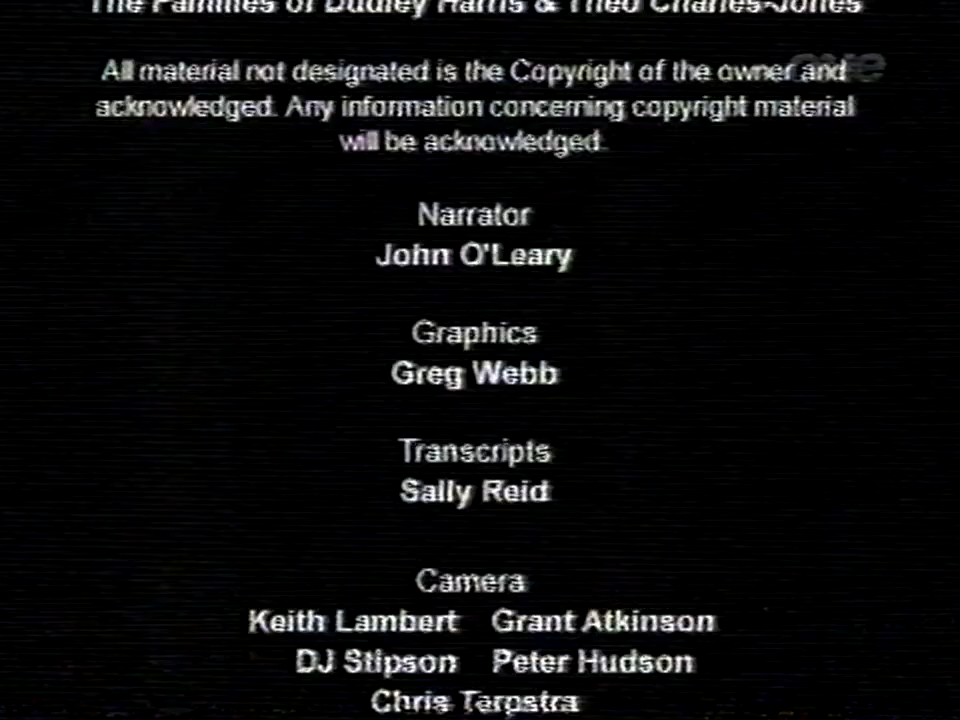 The Families of Dudley Harris & Theo Charles-Jones
All material not designated is the Copyright of the owner and
acknowledged. Any information concerning copyright material
will be acknowledged.
Narrator
John O'Leary
Graphics
Greg Webb
Transcripts
Sally Reid
Camera
Keith Lambert Grant Atkinson
DJ Stipson Peter Hudson
Chris Terpstra